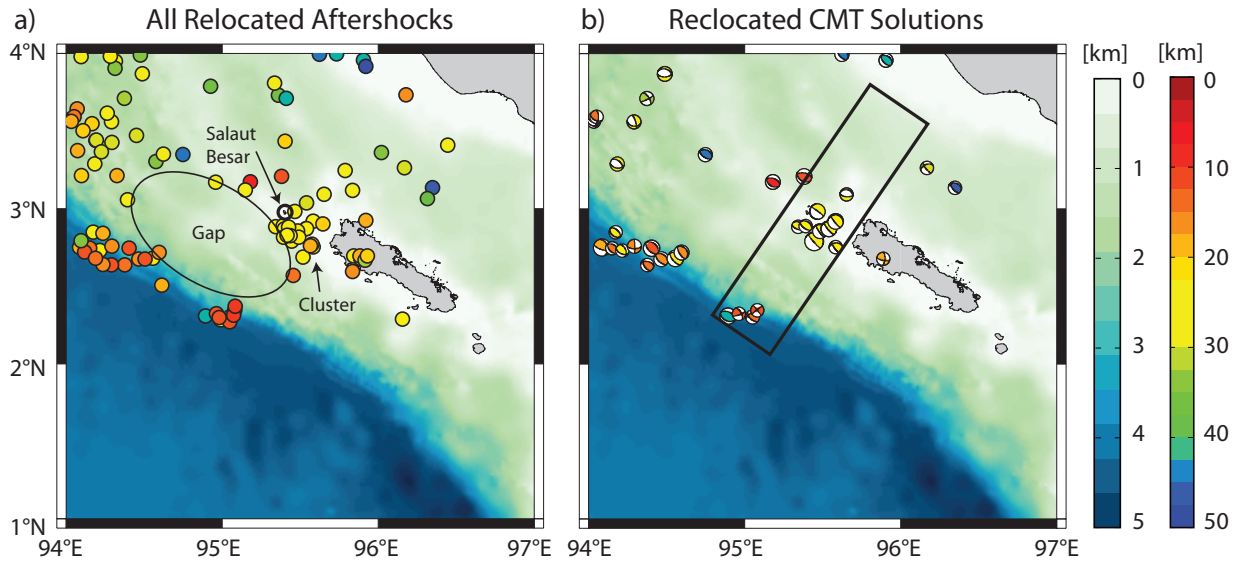 a) All Relocated Aftershocks
b) Reclocated CMT Solutions
4°N
3°N
2°N
1°N
Salaut
Besar
Gap
Cluster
94°E 95°E 96°E 97°E
94°E 95°E 96°E 97°E
[km] [km]
0 0
1 10
2 20
3 30
4 40
5 50